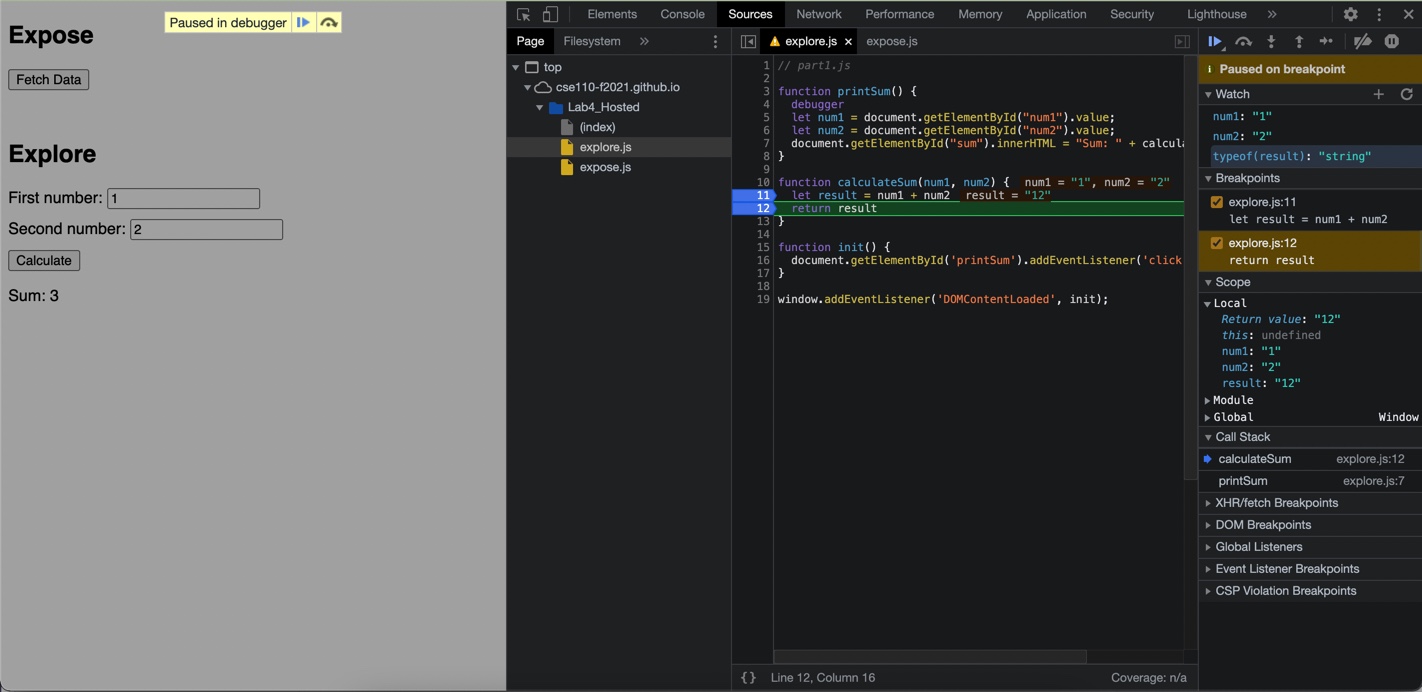 Paused in debugger
Expose
Fetch Data
Explore
First number: 1
Second number: 2
Calculate
Sum: 3
Elements Console Sources Network Performance Memory Application Security Lighthouse »
Page Filesystem »
top
cse110-f2021.github.io
Lab4_Hosted
(index)
explore.js
expose.js
explore.js × expose.js
1 // part1.js
2
3 function printSum() {
4 debugger
5 let num1 = document.getElementById("num1").value;
6 let num2 = document.getElementById("num2").value;
7 document.getElementById("sum").innerHTML = "Sum: " + calcula
8 }
9
10 function calculateSum(num1, num2) { num1 = "1", num2 = "2"
11 let result = num1 + num2 result = "12"
12 return result
13 }
14
15 function init() {
16 document.getElementById('printSum').addEventListener('click
17 }
18
19 window.addEventListener('DOMContentLoaded', init);
{} Line 12, Column 16 Coverage: n/a
Paused on breakpoint
Watch
num1: "1"
num2: "2"
typeof(result): "string"
Breakpoints
explore.js:11
let result = num1 + num2
explore.js:12
return result
Scope
Local
Return value: "12"
this: undefined
num1: "1"
num2: "2"
result: "12"
Module
Global Window
Call Stack
calculateSum explore.js:12
printSum explore.js:7
XHR/fetch Breakpoints
DOM Breakpoints
Global Listeners
Event Listener Breakpoints
CSP Violation Breakpoints